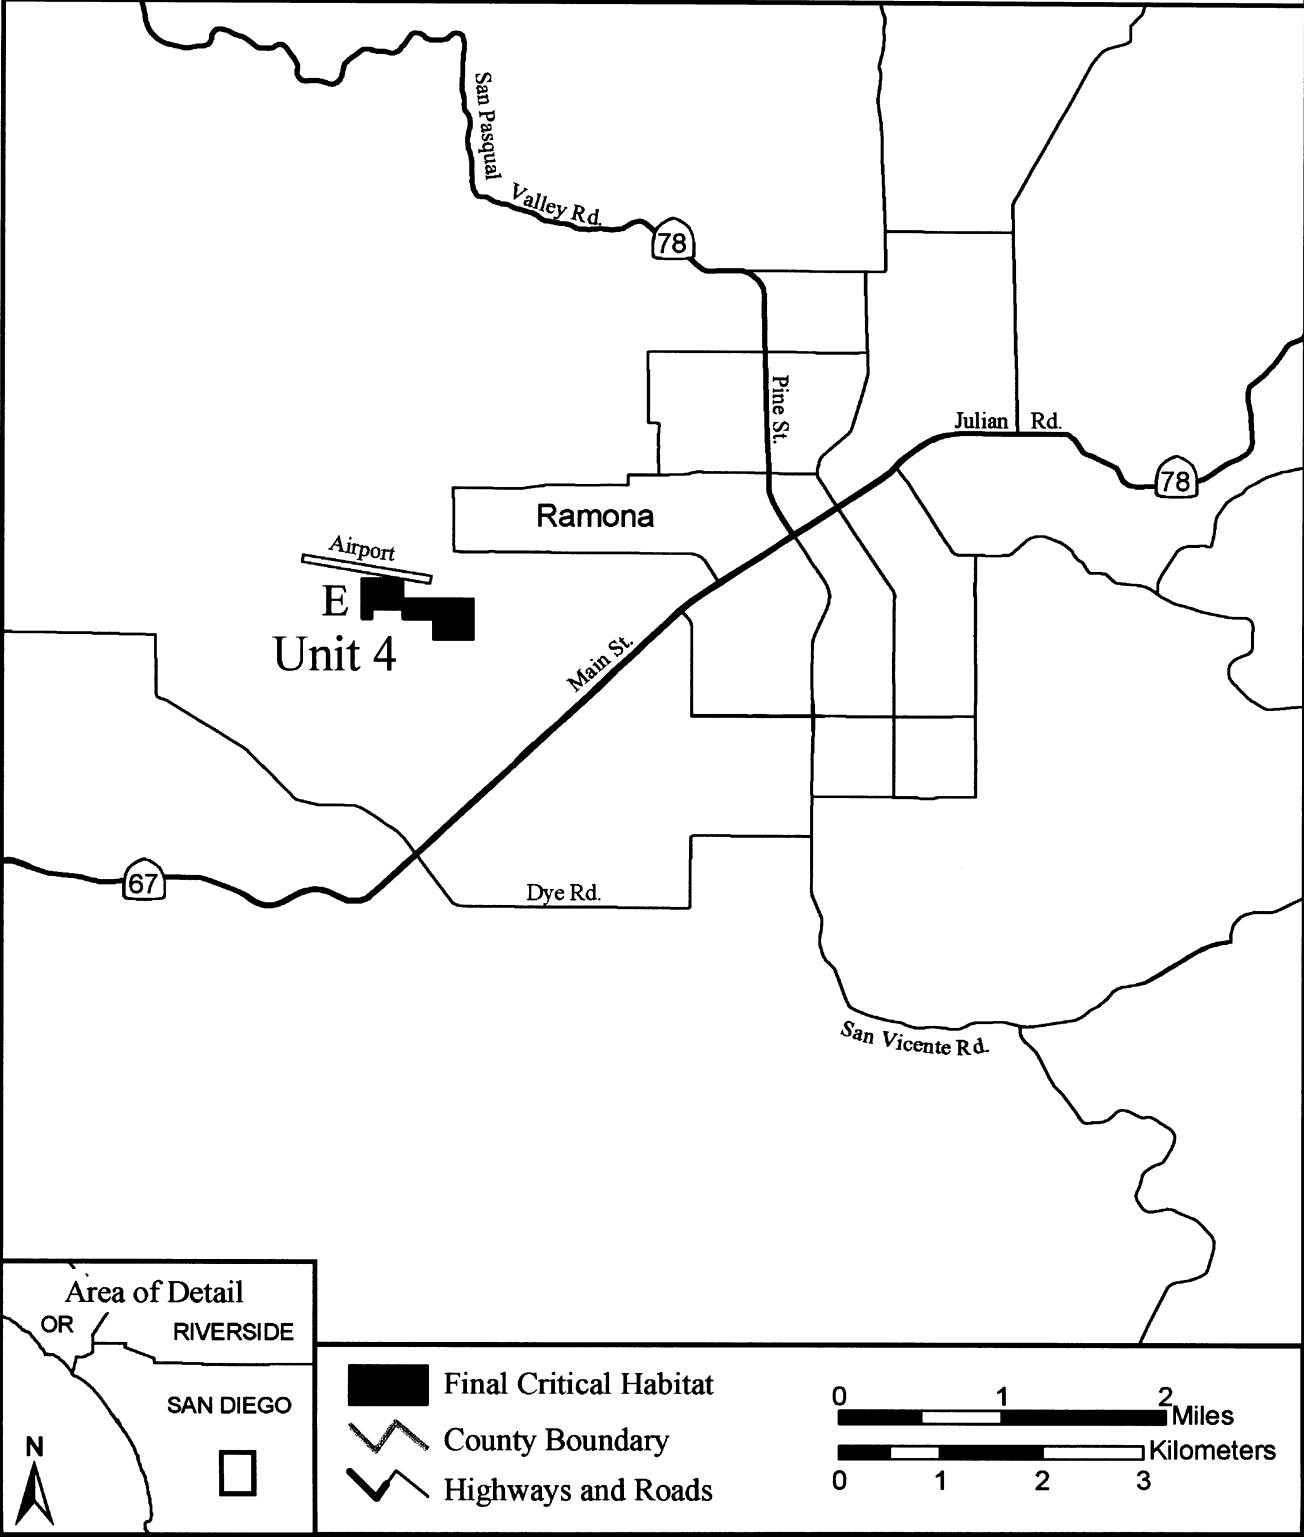 San Pasqual
Valley Rd.
78
Pine St.
Julian Rd.
78
Ramona
Airport
E
Unit 4
Main St.
67
Dye Rd.
San Vicente Rd.
Area of Detail
OR
RIVERSIDE
SAN DIEGO
N
Final Critical Habitat
County Boundary
Highways and Roads
0 1 2
Miles
Kilometers
0 1 2 3